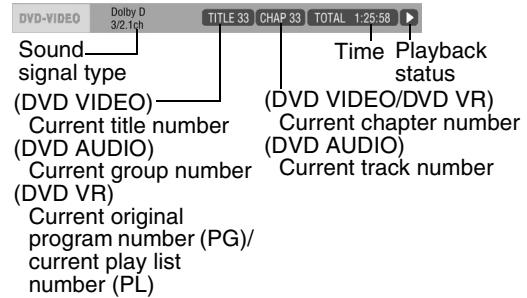 DVD-VIDEO Dolby D
3/2.1ch TITLE 33 CHAP 33 TOTAL 1:25:58
Sound
signal type
Time Playback
status
(DVD VIDEO)
Current title number
(DVD AUDIO)
Current group number
(DVD VR)
Current original
program number (PG)/
current play list
number (PL)
(DVD VIDEO/DVD VR)
Current chapter number
(DVD AUDIO)
Current track number